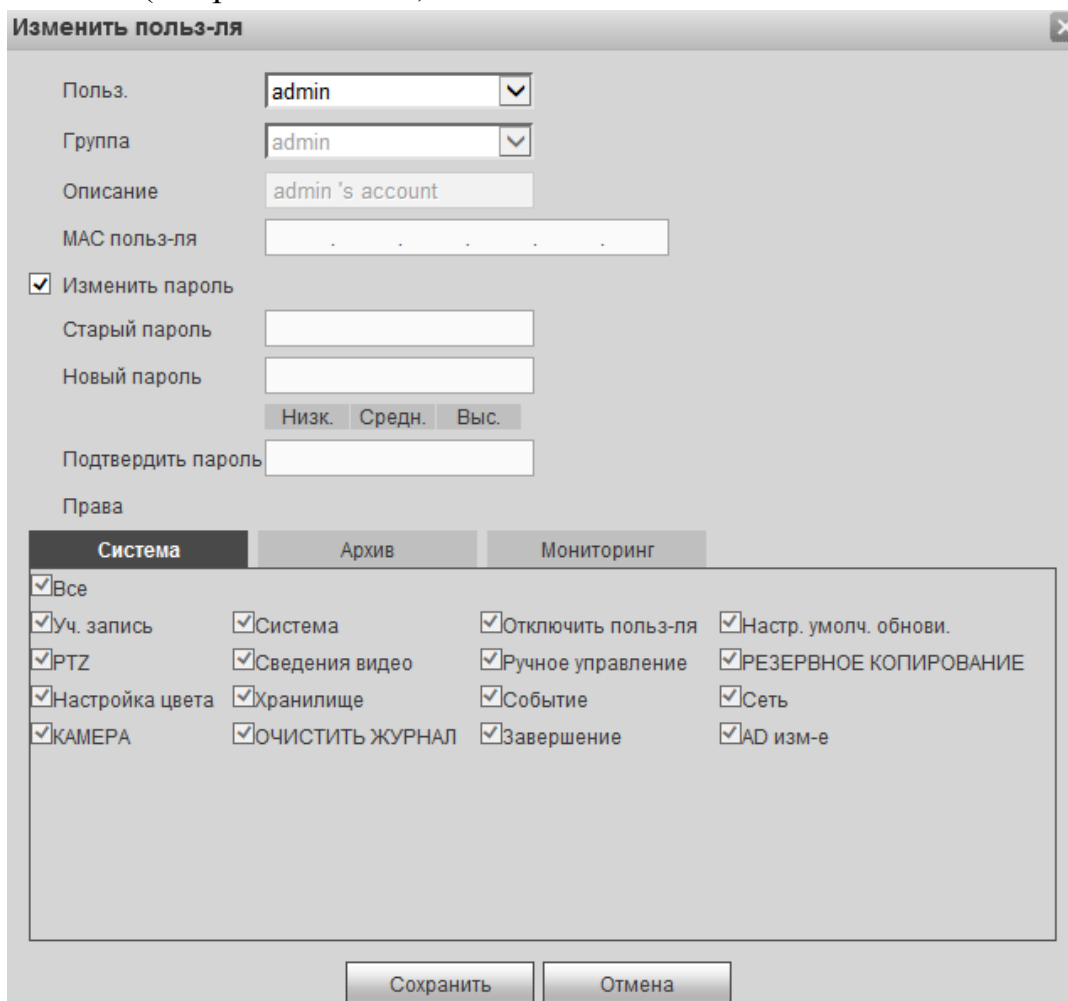 Изменить польз-ля
Польз. admin
Группа admin
Описание admin 's account
MAC польз-ля . . . . .
Изменить пароль
Старый пароль
Новый пароль
Низк. Средн. Выс.
Подтвердить пароль
Права
Система Архив Мониторинг
Все
Уч. запись Система Отключить польз-ля Настр. умолч. обнови.
PTZ Сведения видео Ручное управление РЕЗЕРВНОЕ КОПИРОВАНИЕ
Настройка цвета Хранилище Событие Сеть
КАМЕРА ОЧИСТИТЬ ЖУРНАЛ Завершение AD изм-е
Сохранить Отмена